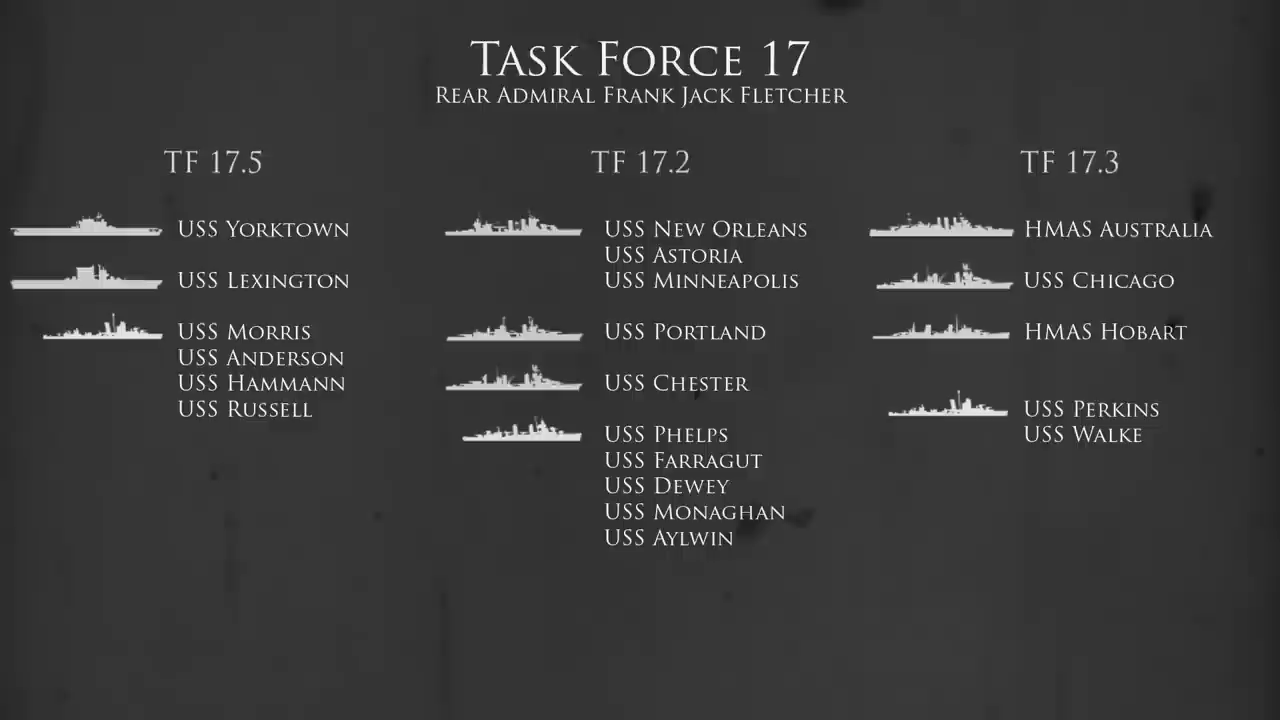 Task Force 17
Rear Admiral Frank Jack Fletcher
TF 17.5
USS Yorktown
USS Lexington
USS Morris
USS Anderson
USS Hammann
USS Russell
TF 17.2
USS New Orleans
USS Astoria
USS Minneapolis
USS Portland
USS Chester
USS Phelps
USS Farragut
USS Dewey
USS Monaghan
USS Aylwin
TF 17.3
HMAS Australia
USS Chicago
HMAS Hobart
USS Perkins
USS Walke